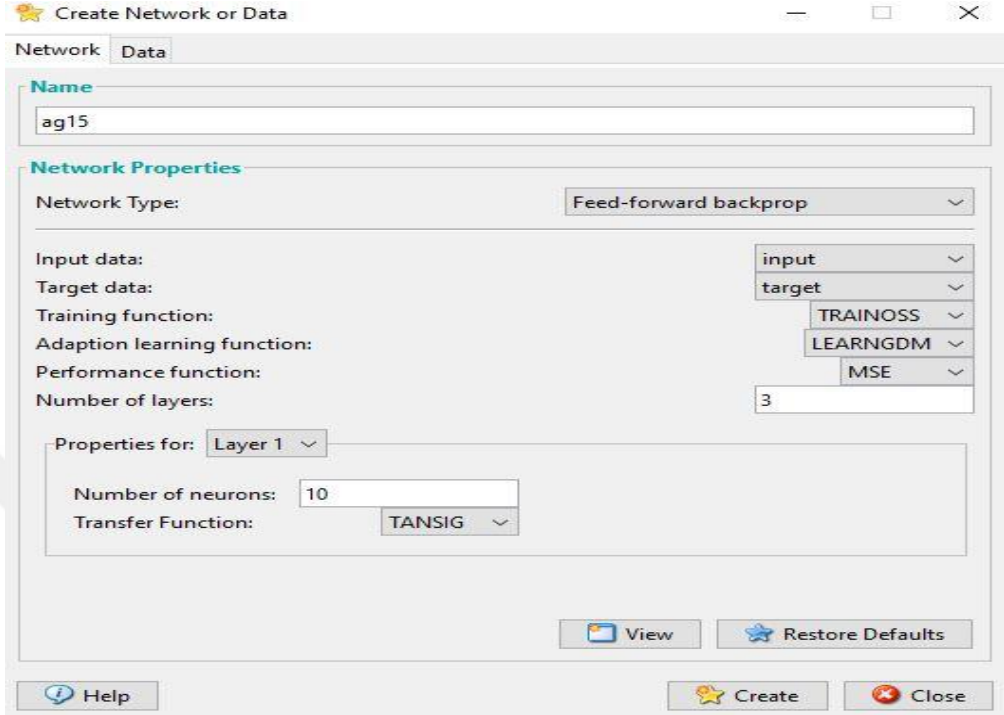 Create Network or Data
Network Data
Name
ag15
Network Properties
Network Type: Feed-forward backprop
Input data: input
Target data: target
Training function: TRAINOSS
Adaption learning function: LEARNGDM
Performance function: MSE
Number of layers: 3
Properties for: Layer 1
Number of neurons: 10
Transfer Function: TANSIG
View Restore Defaults
Help Create Close